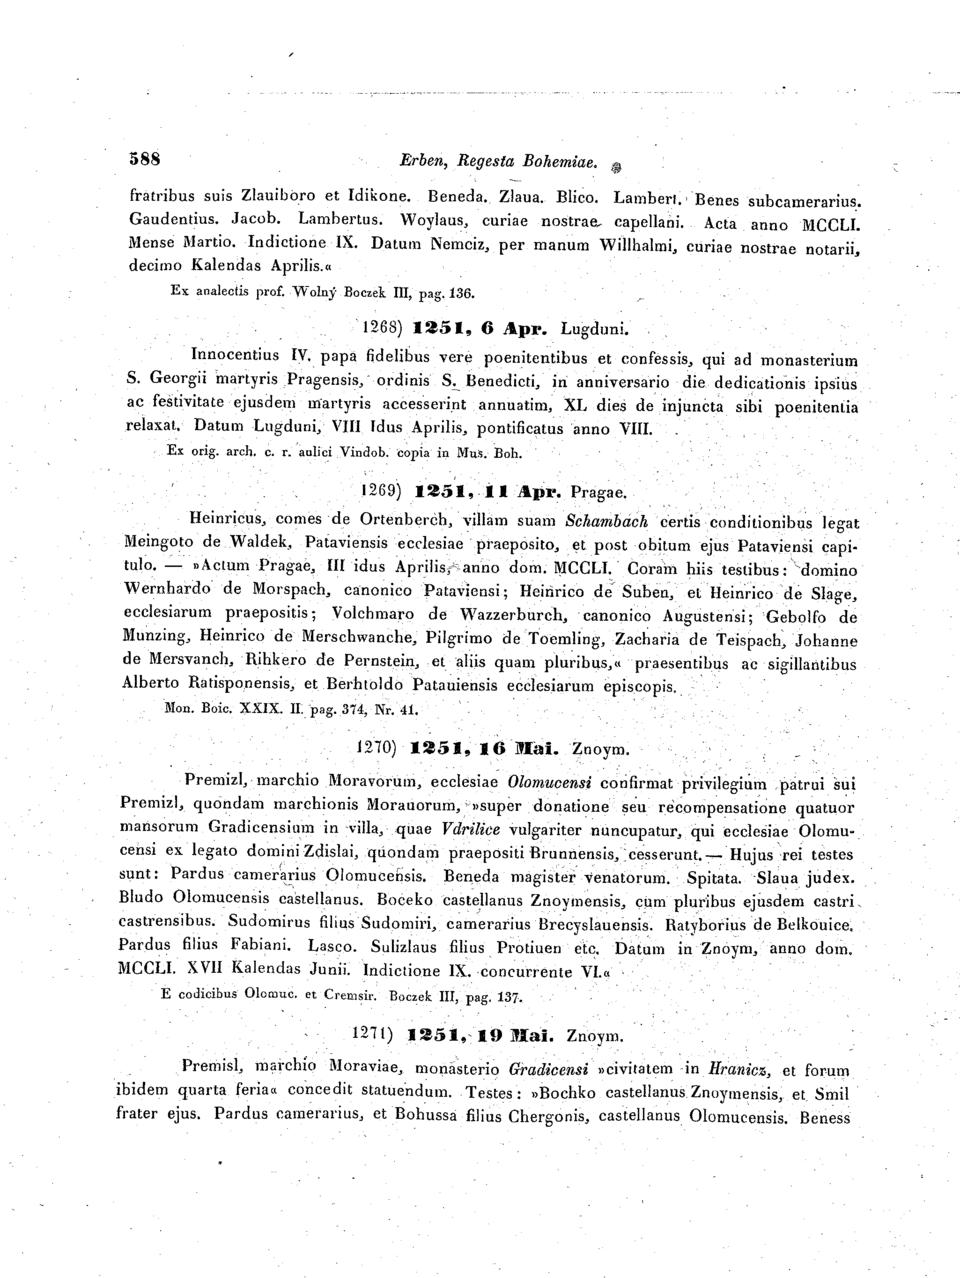 588 Erben, Regesta Bohemiae.
fratribus suis Zlauiboro et Idikone. Beneda. Zlaua. Blico. Lambert. Benes subcamerarius.
Gaudentius. Jacob. Lambertus. Woylaus, curiae nostrae capellani. Acta anno MCCLI.
Mense Martio. Indictione IX. Datum Nemciz, per manum Willhalmi, curiae nostrae notarii,
decimo Kalendas Aprilis.«
Ex analectis prof. Wolný Boczek III, pag. 136.
1268) 1251, 6 Apr. Lugduni.
Innocentius IV. papa fidelibus vere poenitentibus et confessis, qui ad monasterium
S. Georgii martyris Pragensis, ordinis S. Benedicti, in anniversario die dedicationis ipsius
ac festivitate ejusdem martyris accesserint annuatim, XL dies de injuncta sibi poenitentia
relaxat. Datum Lugduni, VIII Idus Aprilis, pontificatus anno VIII.
Ex orig. arch. c. r. aulici Vindob. copia in Mus. Boh.
1269) 1251, 11 Apr. Pragae.
Heinricus, comes de Ortenberch, villam suam Schambach certis conditionibus legat
Meingoto de Waldek, Pataviensis ecclesiae praeposito, et post obitum ejus Pataviensi capi-
tulo. — »Actum Pragae, III idus Aprilis, anno dom. MCCLI. Coram hiis testibus: domino
Wernhardo de Morspach, canonico Pataviensi; Heinrico de Suben, et Heinrico de Slage,
ecclesiarum praepositis; Volchmaro de Wazzerburch, canonico Augustensi; Gebolfo de
Munzing, Heinrico de Merschwanche, Pilgrimo de Toemling, Zacharia de Teispach, Johanne
de Mersvanch, Rihkero de Pernstein, et aliis quam pluribus,« praesentibus ac sigillantibus
Alberto Ratisponensis, et Berhtoldo Patauiensis ecclesiarum episcopis.
Mon. Boic. XXIX. II. pag. 374, Nr. 41.
1270) 1251, 16 Mai. Znoym.
Premizl, marchio Moravorum, ecclesiae Olomucensi confirmat privilegium patrui sui
Premizl, quondam marchionis Morauorum, »super donatione seu recompensatione quatuor
mansorum Gradicensium in villa, quae Vdrilice vulgariter nuncupatur, qui ecclesiae Olomu-
censi ex legato domini Zdislai, quondam praepositi Brunnensis, cesserunt. — Hujus rei testes
sunt: Pardus camerarius Olomucensis. Beneda magister venatorum. Spitata. Slaua judex.
Bludo Olomucensis castellanus. Boceko castellanus Znoymensis, cum pluribus ejusdem castri
castrensibus. Sudomirus filius Sudomiri, camerarius Brecyslauensis. Ratyborius de Belkouice.
Pardus filius Fabiani. Lasco. Sulizlaus filius Protiuen etc. Datum in Znoym, anno dom.
MCCLI. XVII Kalendas Junii. Indictione IX. concurrente VI.«
E codicibus Olomuc. et Cremsir. Boczek III, pag. 137.
1271) 1251, 19 Mai. Znoym.
Premisl, marchio Moraviae, monasterio Gradicensi »civitatem in Hranicz, et forum
ibidem quarta feria« concedit statuendum. Testes: »Bochko castellanus Znoymensis, et Smil
frater ejus. Pardus camerarius, et Bohussa filius Chergonis, castellanus Olomucensis. Beness